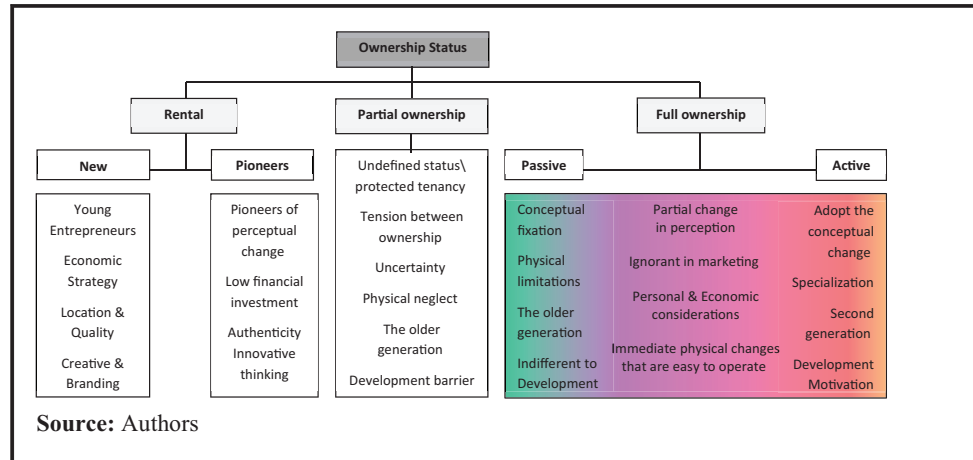 Ownership Status
Rental
Partial ownership
Full ownership
New
Pioneers
Passive
Active
Young
Entrepreneurs
Economic
Strategy
Location &
Quality
Creative &
Branding
Pioneers of
perceptual
change
Low financial
investment
Authenticity
Innovative
thinking
Undefined status\
protected tenancy
Tension between
ownership
Uncertainty
Physical neglect
The older
generation
Development barrier
Conceptual
fixation
Physical
limitations
The older
generation
Indifferent to
Development
Partial change
in perception
Ignorant in marketing
Personal & Economic
considerations
Immediate physical changes
that are easy to operate
Adopt the
conceptual
change
Specialization
Second
generation
Development
Motivation
Source: Authors